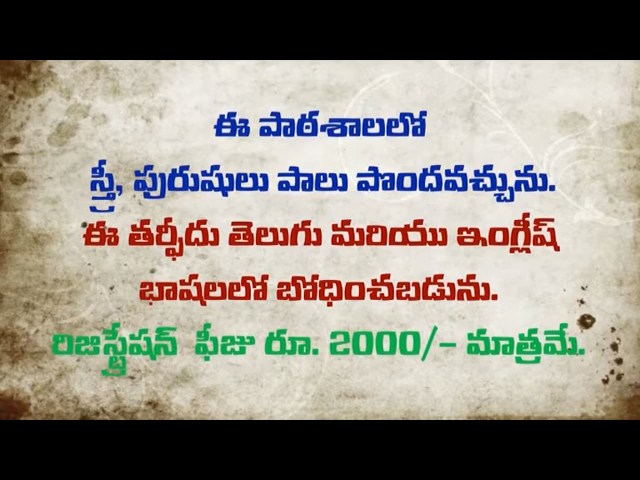 ఈ పాఠశాలలో
స్త్రీ, పురుషులు పాలు పొందవచ్చును.
ఈ తర్ఫీదు తెలుగు మరియు ఇంగ్లీష్
భాషలలో బోధించబడును.
రిజిస్ట్రేషన్ ఫీజు రూ. 2000/- మాత్రమే.